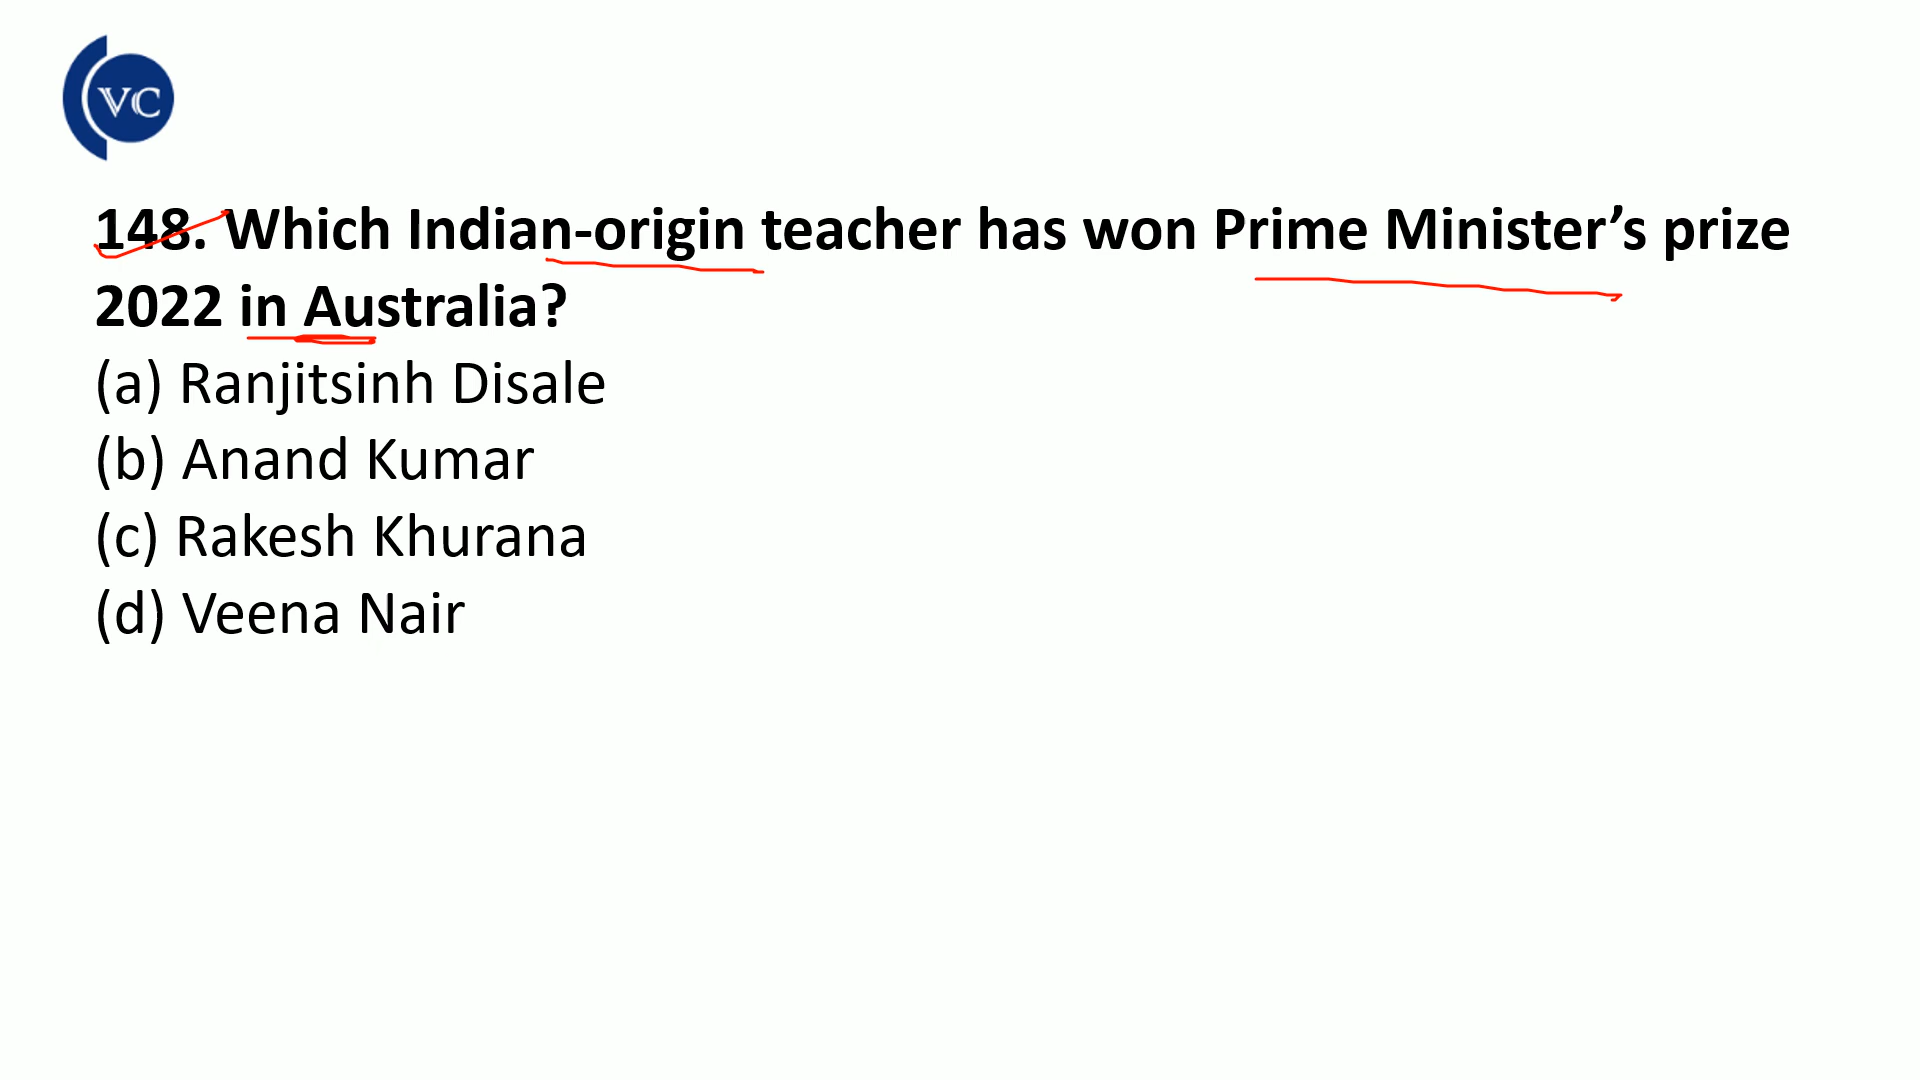 VC
148. Which Indian-origin teacher has won Prime Minister’s prize
2022 in Australia?
(a) Ranjitsinh Disale
(b) Anand Kumar
(c) Rakesh Khurana
(d) Veena Nair